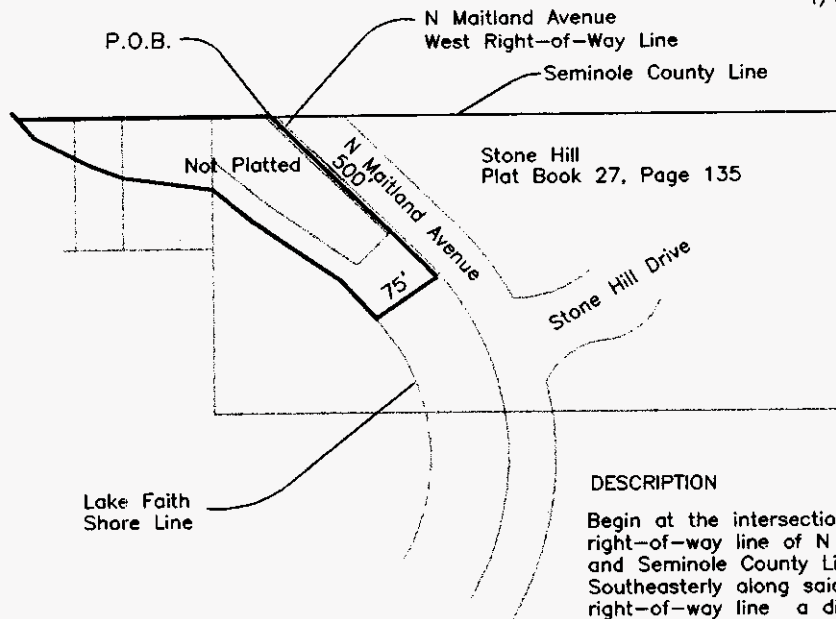 N Maitland Avenue
West Right-of-Way Line
P.O.B.
Seminole County Line
Not Platted
500'
N Maitland Avenue
Stone Hill
Plat Book 27, Page 135
75'
Stone Hill Drive
Lake Faith
Shore Line
DESCRIPTION
Begin at the intersectio
right-of-way line of N
and Seminole County Li
Southeasterly along said
right-of-way line a di